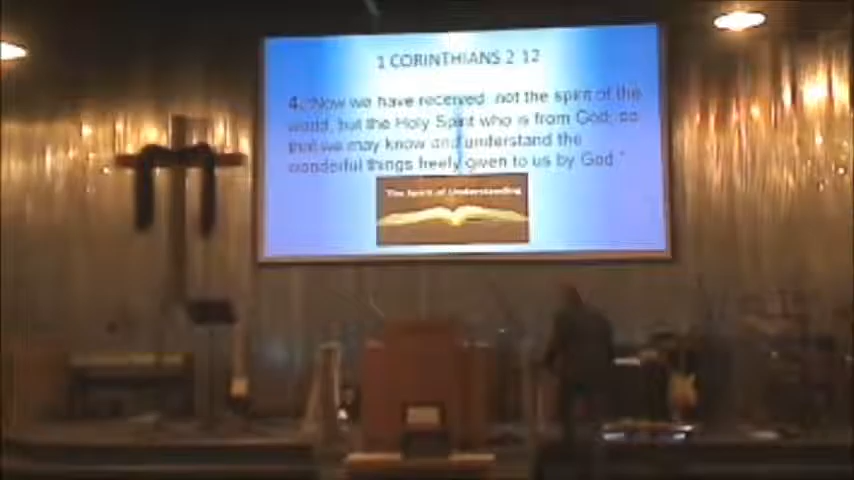 1 CORINTHIANS 2 12
4. "Now we have received not the spirit of the
world, but the Holy Spirit who is from God; so
that we may know and understand the
wonderful things freely given to us by God."
The Spirit of Understanding